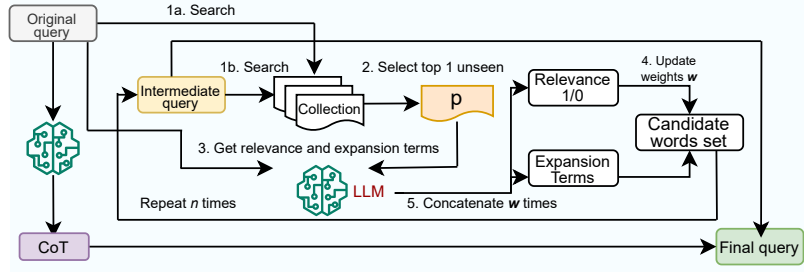 Original
query
1a. Search
1b. Search
2. Select top 1 unseen
Intermediate
query
Collection
p
Relevance
1/0
4. Update
weights w
Candidate
words set
3. Get relevance and expansion terms
Expansion
Terms
LLM
Repeat n times
5. Concatenate w times
CoT
Final query